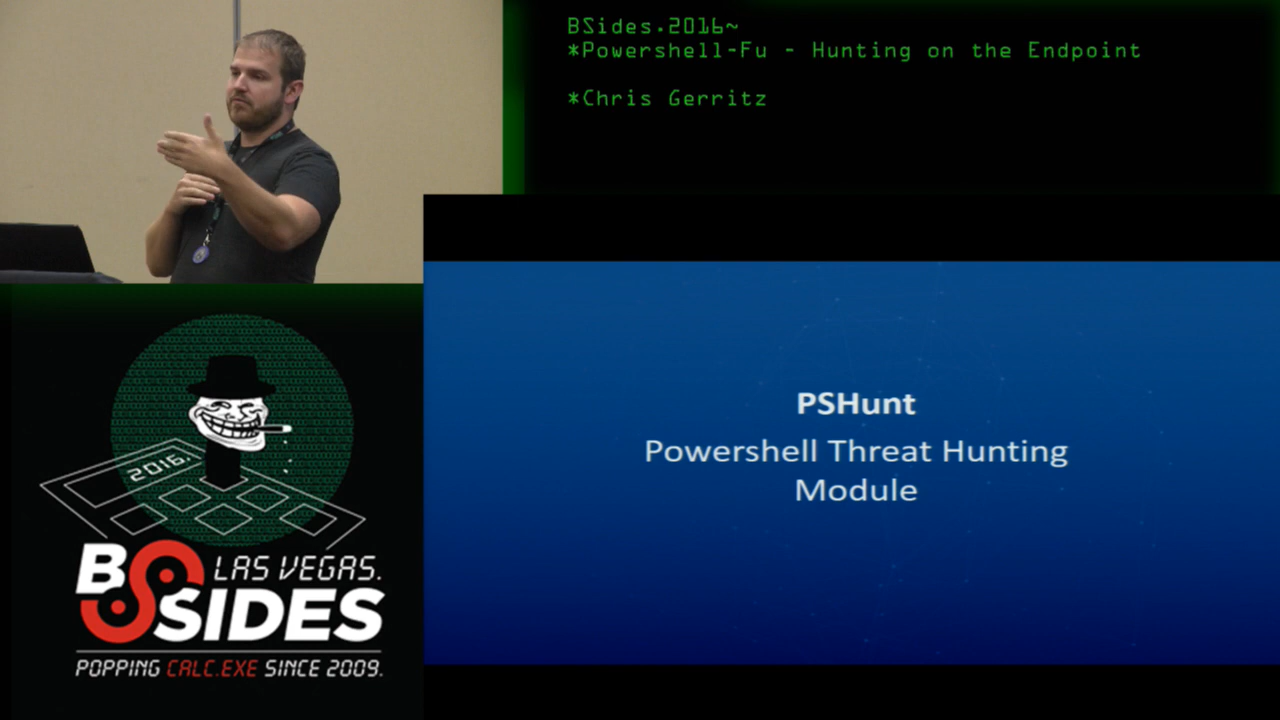 BSides.2016~
*Powershell-Fu - Hunting on the Endpoint
*Chris Gerritz
PSHunt
Powershell Threat Hunting
Module
2016.
BSIDES
LAS VEGAS.
POPPING CALC.EXE SINCE 2009.